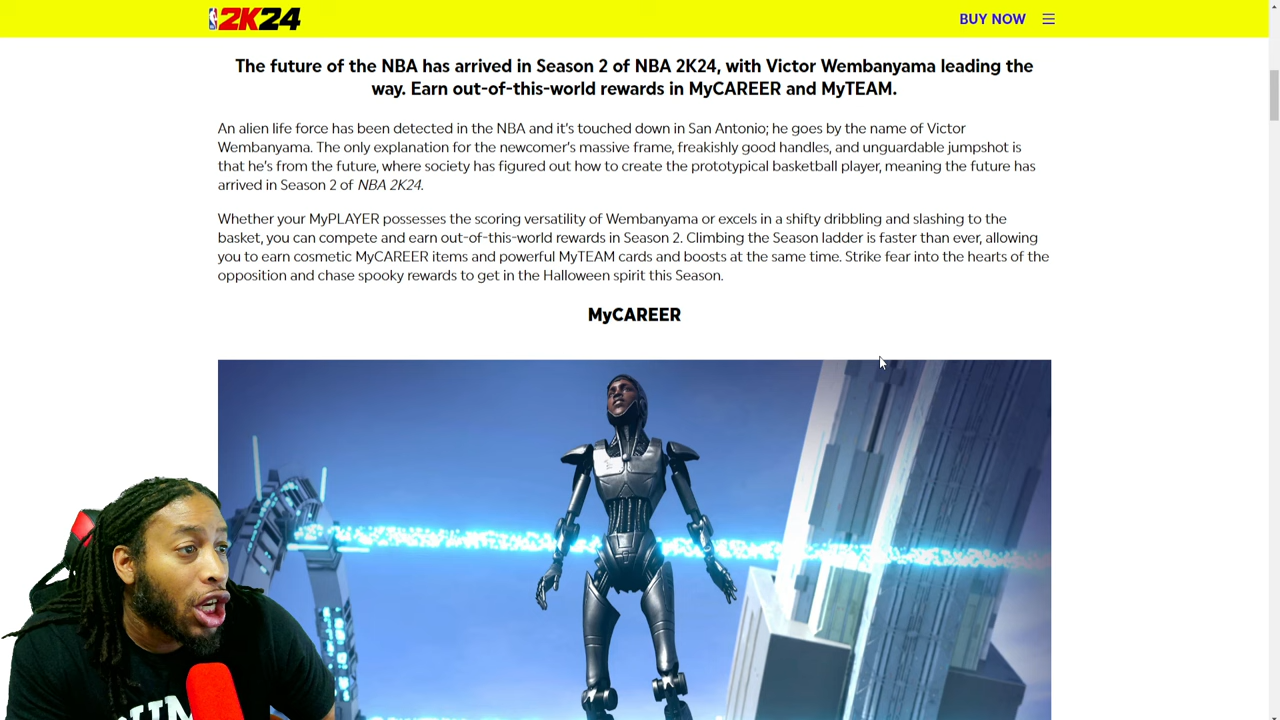 2K24
BUY NOW
The future of the NBA has arrived in Season 2 of NBA 2K24, with Victor Wembanyama leading the
way. Earn out-of-this-world rewards in MyCAREER and MyTEAM.
An alien life force has been detected in the NBA and it's touched down in San Antonio; he goes by the name of Victor
Wembanyama. The only explanation for the newcomer's massive frame, freakishly good handles, and unguardable jumpshot is
that he's from the future, where society has figured out how to create the prototypical basketball player, meaning the future has
arrived in Season 2 of NBA 2K24.
Whether your MyPLAYER possesses the scoring versatility of Wembanyama or excels in a shifty dribbling and slashing to the
basket, you can compete and earn out-of-this-world rewards in Season 2. Climbing the Season ladder is faster than ever, allowing
you to earn cosmetic MyCAREER items and powerful MyTEAM cards and boosts at the same time. Strike fear into the hearts of the
opposition and chase spooky rewards to get in the Halloween spirit this Season.
MyCAREER